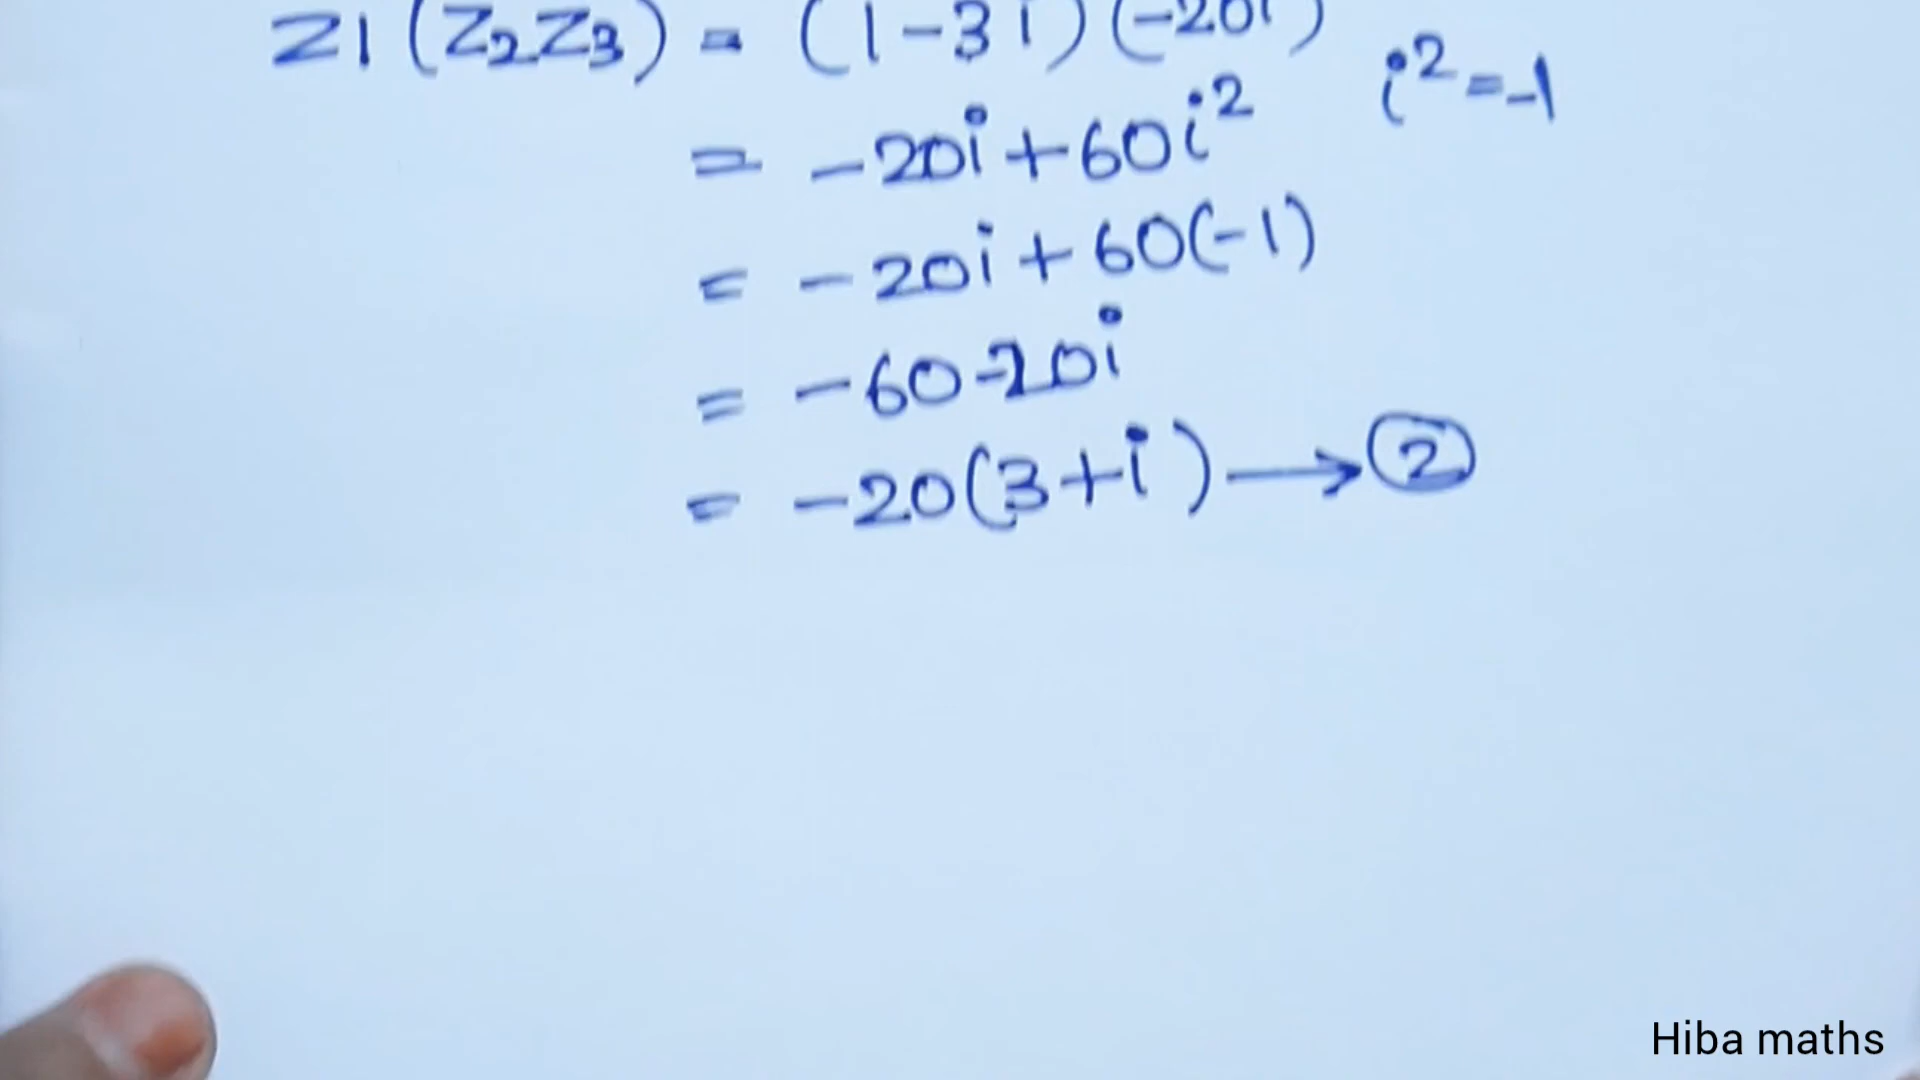 Z1(Z2Z3) = (1-3i)(-20i)
i²=-1
= -20i+60i²
= -20i+60(-1)
= -60-20i
= -20(3+i)→②
Hiba maths